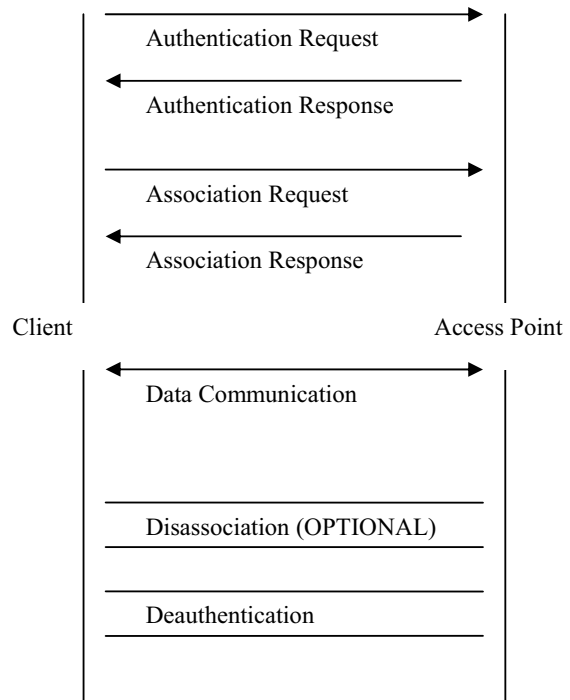 Authentication Request
Authentication Response
Association Request
Association Response
Client
Access Point
Data Communication
Disassociation (OPTIONAL)
Deauthentication